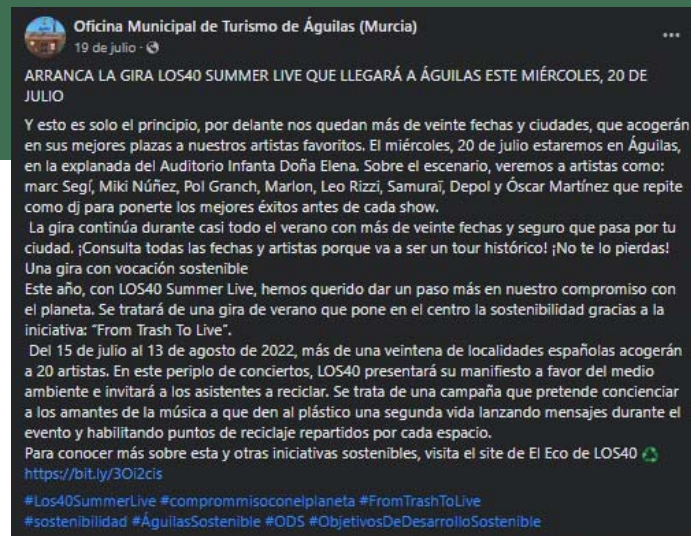 Oficina Municipal de Turismo de Águilas (Murcia)
19 de julio ·
ARRANCA LA GIRA LOS40 SUMMER LIVE QUE LLEGARÁ A ÁGUILAS ESTE MIÉRCOLES, 20 DE
JULIO
Y esto es solo el principio, por delante nos quedan más de veinte fechas y ciudades, que acogerán
en sus mejores plazas a nuestros artistas favoritos. El miércoles, 20 de julio estaremos en Águilas,
en la explanada del Auditorio Infanta Doña Elena. Sobre el escenario, veremos a artistas como:
marc Seguí, Miki Núñez, Pol Granch, Marlon, Leo Rizzi, Samuraï, Depol y Óscar Martínez que repite
como dj para ponerte los mejores éxitos antes de cada show.
La gira continúa durante casi todo el verano con más de veinte fechas y seguro que pasa por tu
ciudad. ¡Consulta todas las fechas y artistas porque va a ser un tour histórico! ¡No te lo pierdas!
Una gira con vocación sostenible
Este año, con LOS40 Summer Live, hemos querido dar un paso más en nuestro compromiso con
el planeta. Se tratará de una gira de verano que pone en el centro la sostenibilidad gracias a la
iniciativa: “From Trash To Live”.
Del 15 de julio al 13 de agosto de 2022, más de una veintena de localidades españolas acogerán
a 20 artistas. En este periplo de conciertos, LOS40 presentará su manifiesto a favor del medio
ambiente e invitará a los asistentes a reciclar. Se trata de una campaña que pretende concienciar
a los amantes de la música a que den al plástico una segunda vida lanzando mensajes durante el
evento y habilitando puntos de reciclaje repartidos por cada espacio.
Para conocer más sobre esta y otras iniciativas sostenibles, visita el site de El Eco de LOS40 ♻
https://bit.ly/3Oi2cis
#Los40SummerLive #comprommisoconelplaneta #FromTrashToLive
#sostenibilidad #ÁguilasSostenible #ODS #ObjetivosDeDesarrolloSostenible